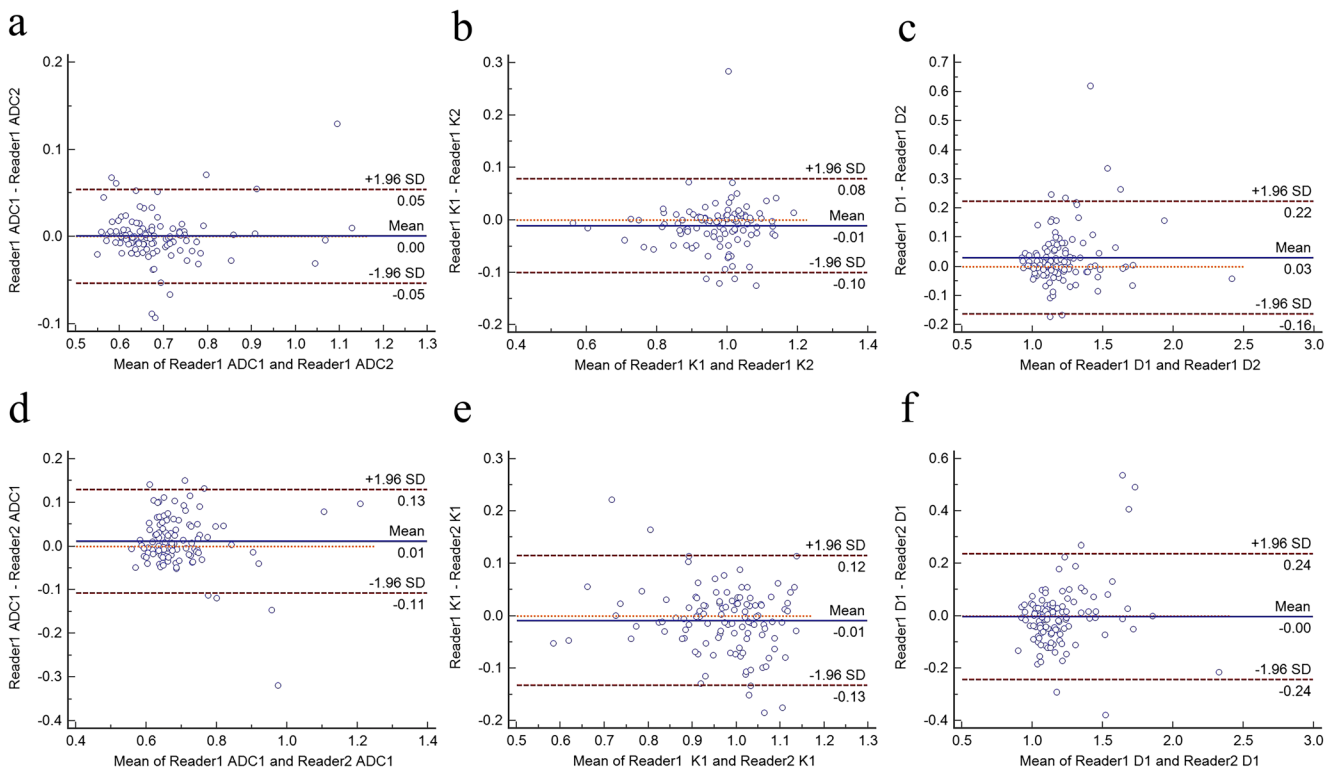 a
0.2
0.1
0.0
-0.1
Reader1 ADC1 - Reader1 ADC2
+1.96 SD
0.05
Mean
0.00
-1.96 SD
-0.05
0.5 0.6 0.7 0.8 0.9 1.0 1.1 1.2 1.3
Mean of Reader1 ADC1 and Reader1 ADC2
b
0.3
0.2
0.1
0.0
-0.1
-0.2
Reader1 K1 - Reader1 K2
+1.96 SD
0.08
Mean
-0.01
-1.96 SD
-0.10
0.4 0.6 0.8 1.0 1.2 1.4
Mean of Reader1 K1 and Reader1 K2
c
0.7
0.6
0.5
0.4
0.3
0.2
0.1
0.0
-0.1
-0.2
Reader1 D1 - Reader1 D2
+1.96 SD
0.22
Mean
0.03
-1.96 SD
-0.16
0.5 1.0 1.5 2.0 2.5 3.0
Mean of Reader1 D1 and Reader1 D2
d
0.2
0.1
0.0
-0.1
-0.2
-0.3
-0.4
Reader1 ADC1 - Reader2 ADC1
+1.96 SD
0.13
Mean
0.01
-1.96 SD
-0.11
0.4 0.6 0.8 1.0 1.2 1.4
Mean of Reader1 ADC1 and Reader2 ADC1
e
0.3
0.2
0.1
0.0
-0.1
-0.2
Reader1 K1 - Reader2 K1
+1.96 SD
0.12
Mean
-0.01
-1.96 SD
-0.13
0.5 0.6 0.7 0.8 0.9 1.0 1.1 1.2 1.3
Mean of Reader1 K1 and Reader2 K1
f
0.6
0.4
0.2
0.0
-0.2
-0.4
Reader1 D1 - Reader2 D1
+1.96 SD
0.24
Mean
-0.00
-1.96 SD
-0.24
0.5 1.0 1.5 2.0 2.5 3.0
Mean of Reader1 D1 and Reader2 D1